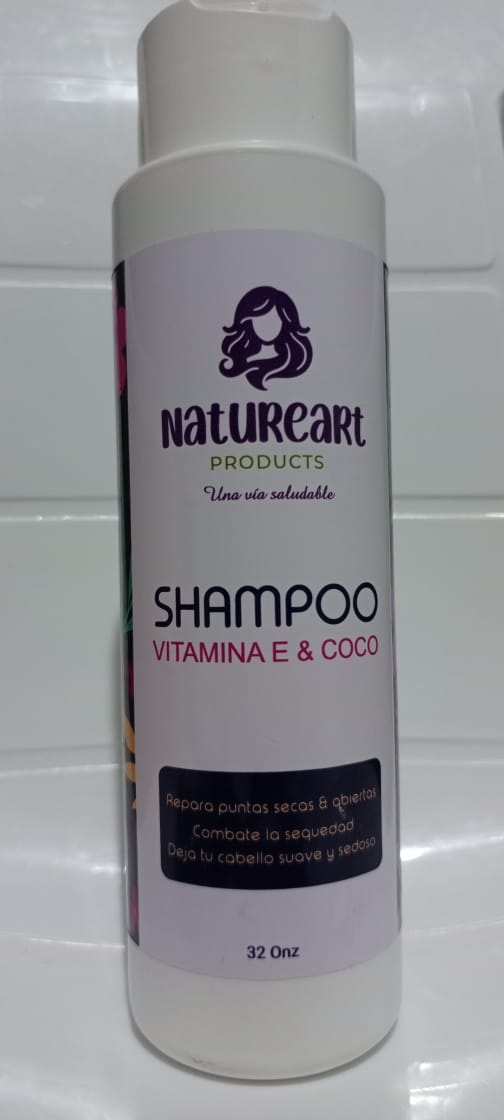 Natureart
PRODUCTS
Una vía saludable
SHAMPOO
VITAMINA E & COCO
Repara puntas secas & abiertas
Combate la sequedad
Deja tu cabello suave y sedoso
32 Onz